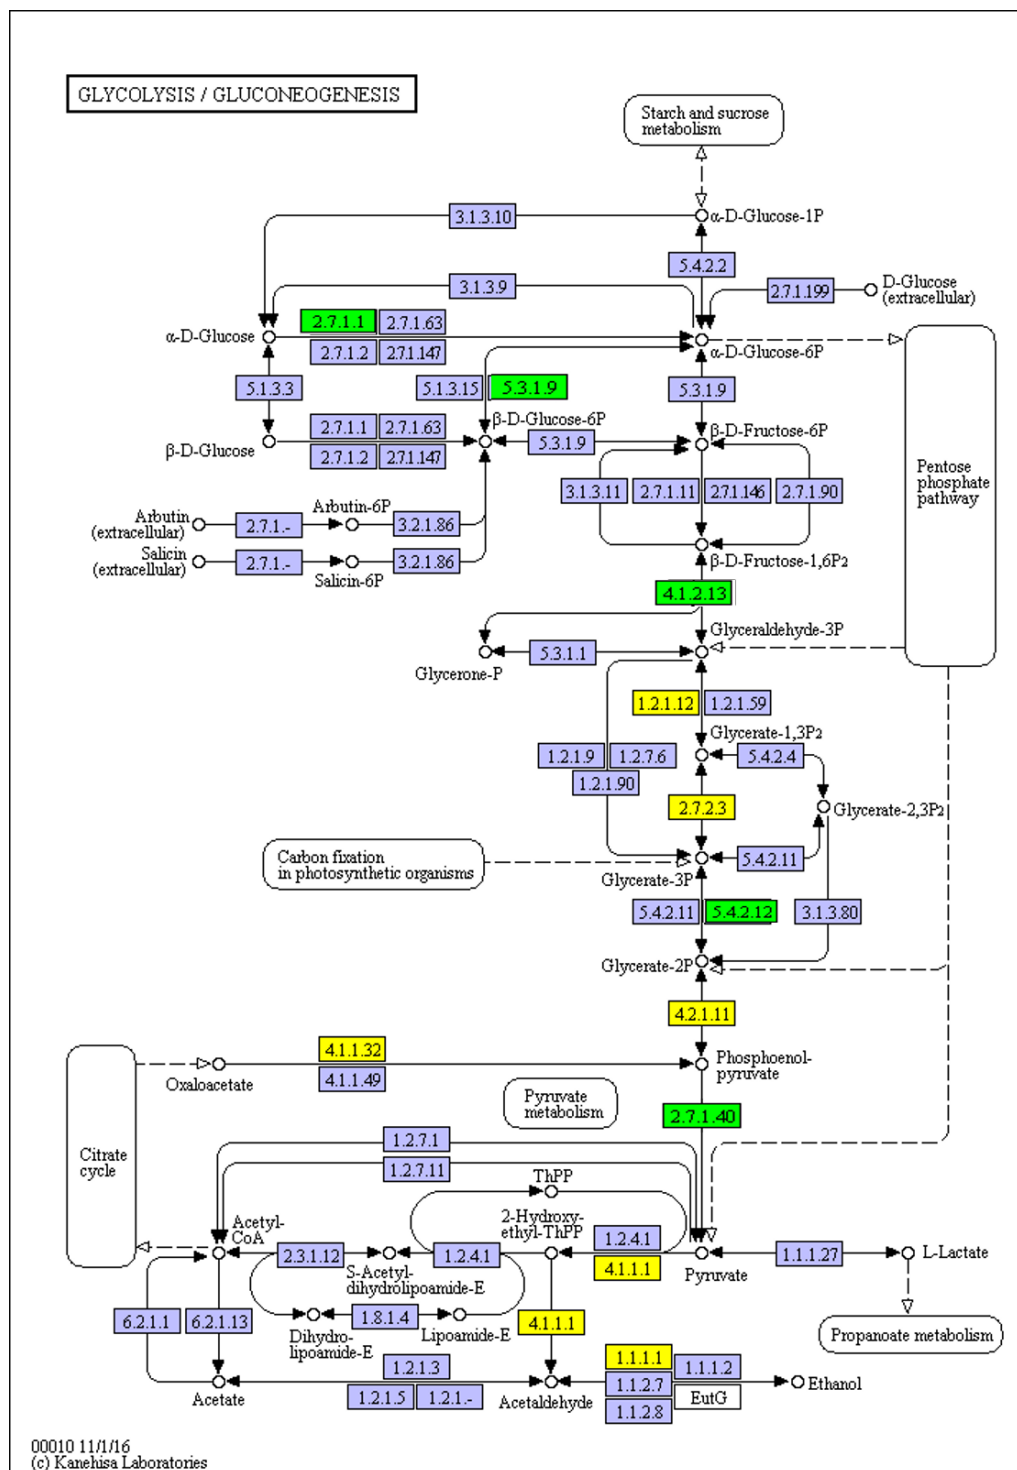 GLYCOLYSIS / GLUCONEOGENESIS
Starch and sucrose
metabolism
3.1.3.10
α-D-Glucose-1P
5.4.2.2
3.1.3.9
2.7.1.199
D-Glucose
(extracellular)
2.7.1.1
2.7.1.63
α-D-Glucose
2.7.1.2
2.7.1.147
α-D-Glucose-6P
5.1.3.3
5.1.3.15
5.3.1.9
5.3.1.9
2.7.1.1
2.7.1.63
β-D-Glucose-6P
β-D-Glucose
2.7.1.2
2.7.1.147
5.3.1.9
β-D-Fructose-6P
Pentose
phosphate
pathway
3.1.3.11
2.7.1.11
2.7.1.146
2.7.1.90
Arbutin
(extracellular)
2.7.1.-
Arbutin-6P
3.2.1.86
Salicin
(extracellular)
2.7.1.-
Salicin-6P
3.2.1.86
β-D-Fructose-1,6P2
4.1.2.13
Glyceraldehyde-3P
Glycerone-P
5.3.1.1
1.2.1.12
1.2.1.59
Glycerate-1,3P2
1.2.1.9
1.2.7.6
1.2.1.90
5.4.2.4
2.7.2.3
Glycerate-2,3P2
Carbon fixation
in photosynthetic organisms
5.4.2.11
Glycerate-3P
5.4.2.11
5.4.2.12
3.1.3.80
Glycerate-2P
4.2.1.11
4.1.1.32
Oxaloacetate
4.1.1.49
Phosphoenol-
pyruvate
Pyruvate
metabolism
2.7.1.40
Citrate
cycle
1.2.7.1
1.2.7.11
ThPP
Acetyl-
CoA
2-Hydroxy-
ethyl-ThPP
2.3.1.12
1.2.4.1
1.2.4.1
4.1.1.1
Pyruvate
1.1.1.27
L-Lactate
S-Acetyl-
dihydrolipoamide-E
6.2.1.1
6.2.1.13
1.8.1.4
Dihydro-
lipoamide-E
Lipoamide-E
4.1.1.1
Propanoate metabolism
1.2.1.3
1.1.1.1
1.1.1.2
Acetate
1.2.1.5
1.2.1.-
Acetaldehyde
1.1.2.7
EutG
1.1.2.8
Ethanol
00010 11/1/16
(c) Kanehisa Laboratories